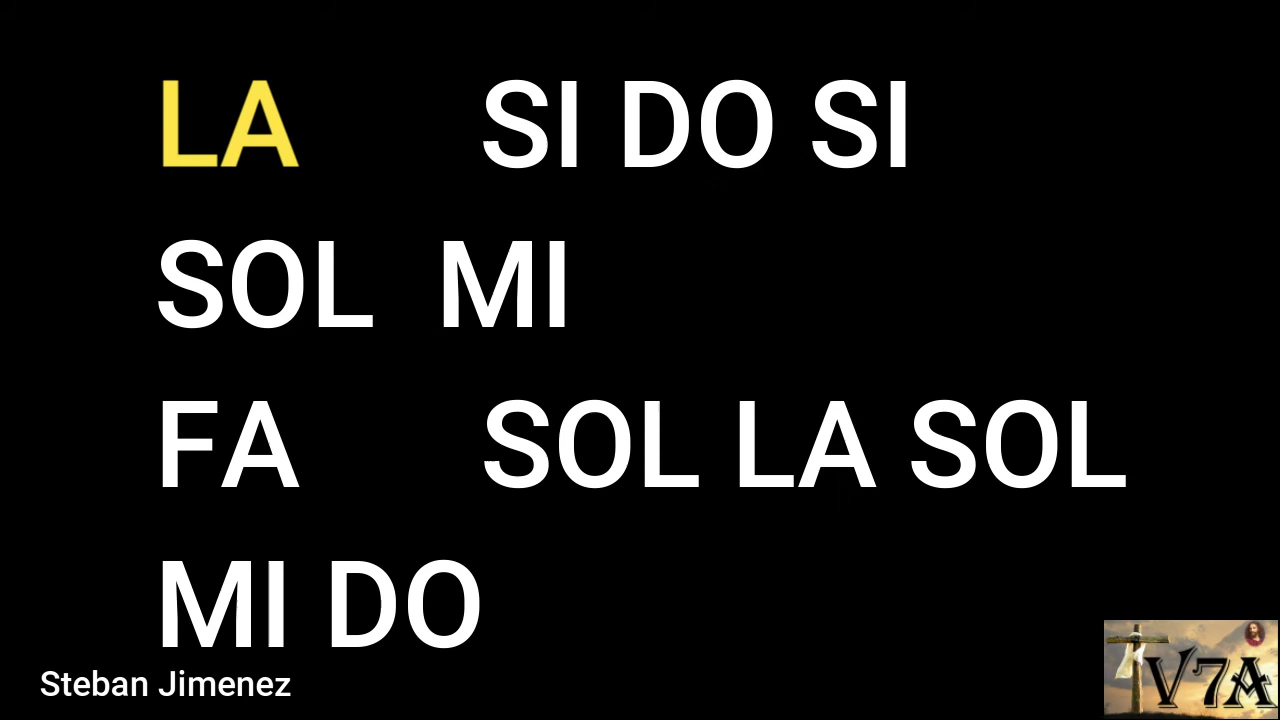 LA SI DO SI
SOL MI
FA SOL LA SOL
MI DO
Steban Jimenez
V7A